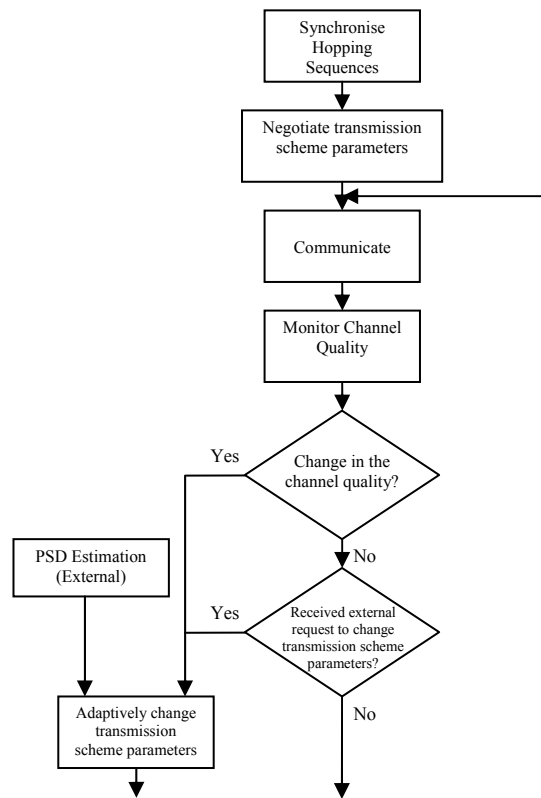 Synchronise
Hopping
Sequences
Negotiate transmission
scheme parameters
Communicate
Monitor Channel
Quality
Yes
Change in the
channel quality?
No
PSD Estimation
(External)
Yes
Received external
request to change
transmission scheme
parameters?
No
Adaptively change
transmission
scheme parameters